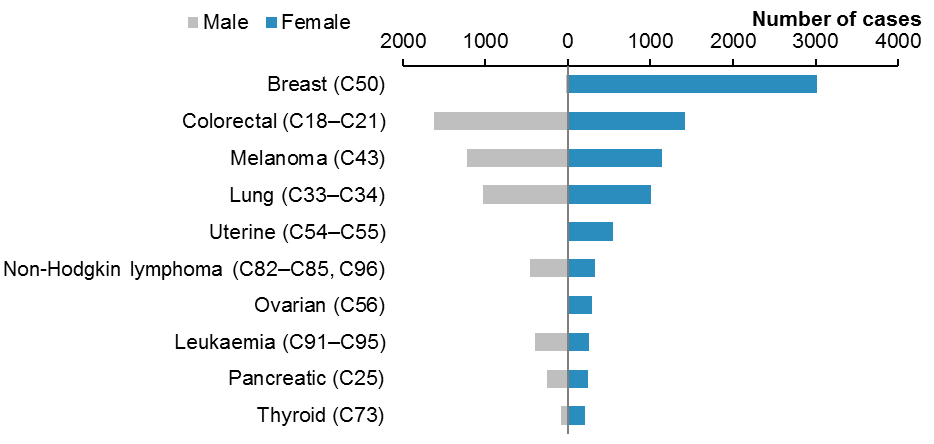 Male Female
Number of cases
2000 1000 0 1000 2000 3000 4000
Breast (C50)
Colorectal (C18–C21)
Melanoma (C43)
Lung (C33–C34)
Uterine (C54–C55)
Non-Hodgkin lymphoma (C82–C85, C96)
Ovarian (C56)
Leukaemia (C91–C95)
Pancreatic (C25)
Thyroid (C73)